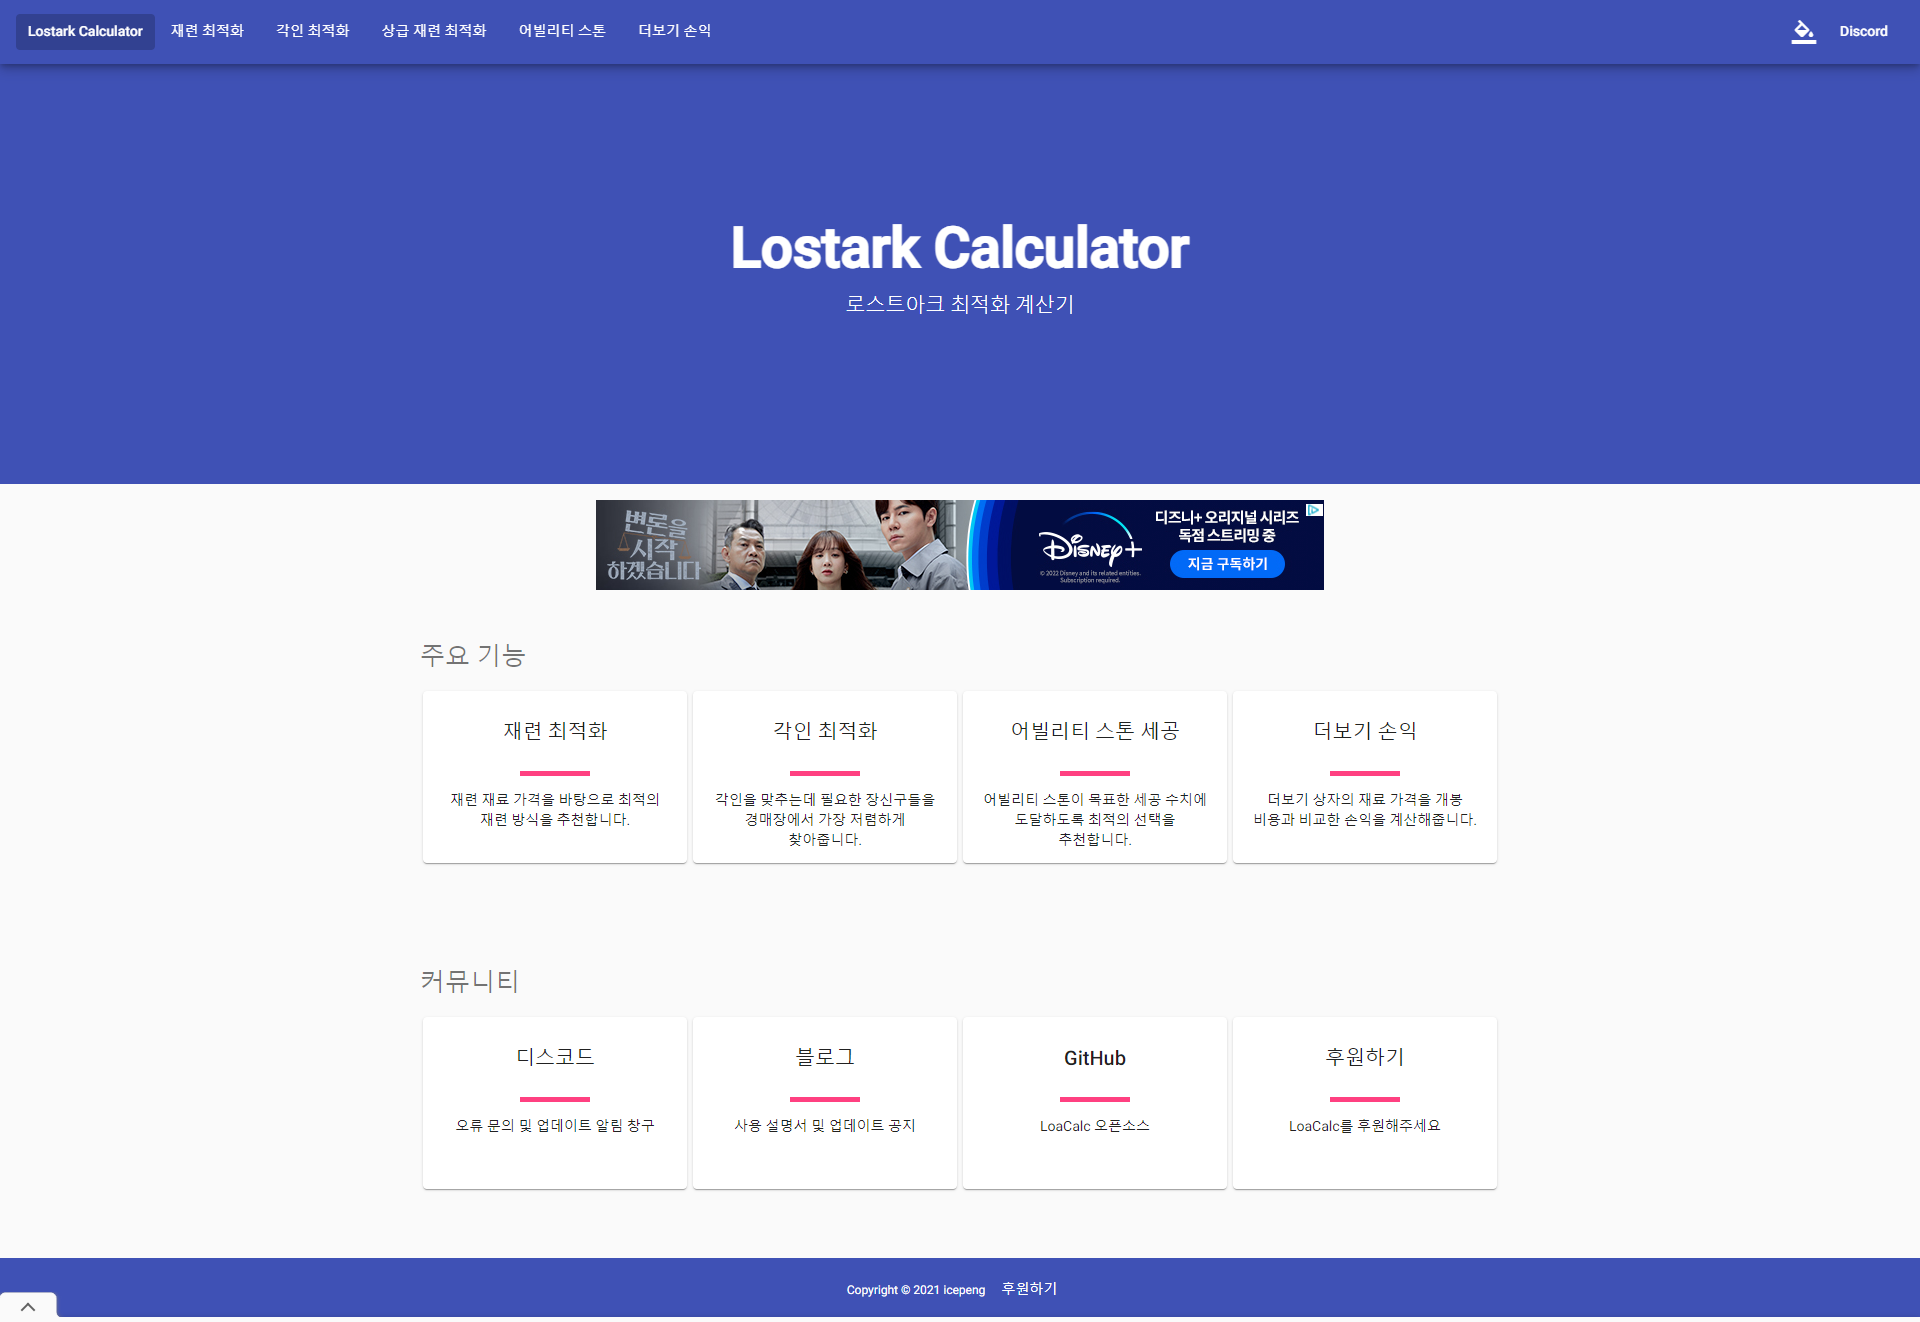 Lostark Calculator 재련 최적화 각인 최적화 상급 재련 최적화 어빌리티 스톤 더보기 손익 Discord
Lostark Calculator
로스트아크 최적화 계산기
변론을
시작
하겠습니다
Disney+
© 2022 Disney and its related entities.
Subscription required.
디즈니+ 오리지널 시리즈
독점 스트리밍 중
지금 구독하기
주요 기능
재련 최적화
재련 재료 가격을 바탕으로 최적의
재련 방식을 추천합니다.
각인 최적화
각인을 맞추는데 필요한 장신구들을
경매장에서 가장 저렴하게
찾아줍니다.
어빌리티 스톤 세공
어빌리티 스톤이 목표한 세공 수치에
도달하도록 최적의 선택을
추천합니다.
더보기 손익
더보기 상자의 재료 가격을 개봉
비용과 비교한 손익을 계산해줍니다.
커뮤니티
디스코드
오류 문의 및 업데이트 알림 창구
블로그
사용 설명서 및 업데이트 공지
GitHub
LoaCalc 오픈소스
후원하기
LoaCalc를 후원해주세요
Copyright © 2021 icepeng 후원하기